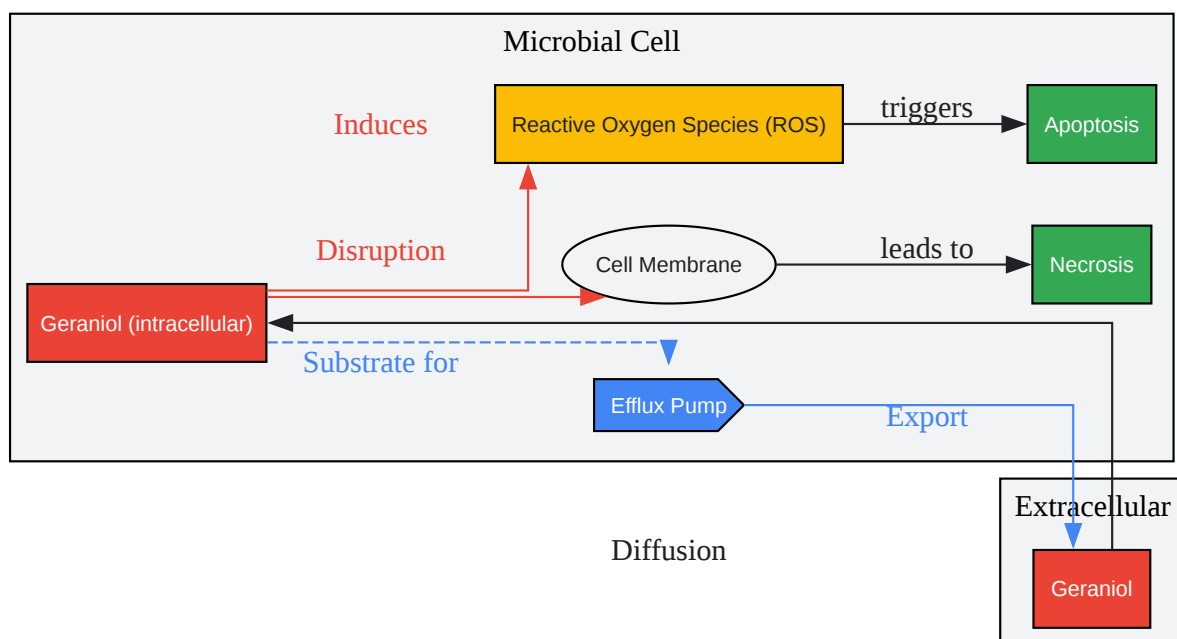 Microbial Cell
Induces
Reactive Oxygen Species (ROS)
triggers
Apoptosis
Disruption
Cell Membrane
leads to
Necrosis
Geraniol (intracellular)
Substrate for
Efflux Pump
Export
Extracellular
Diffusion
Geraniol